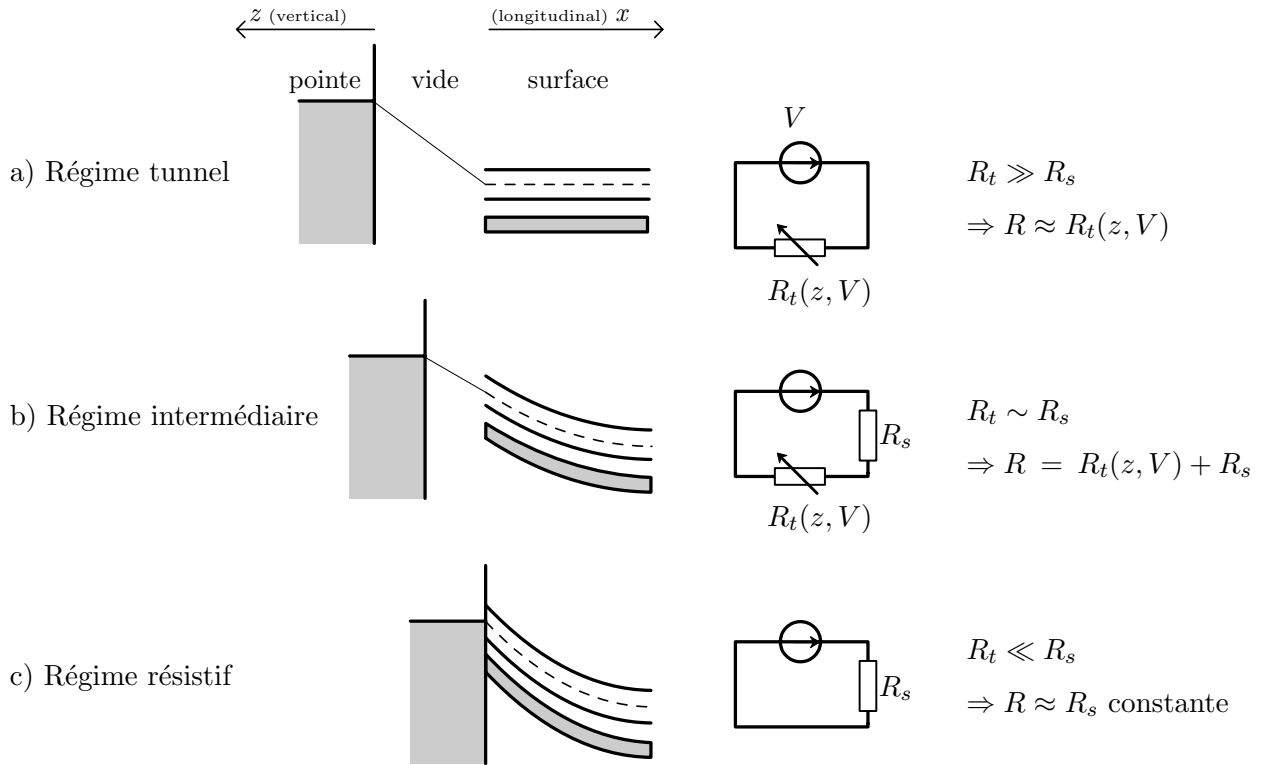 z (vertical)
(longitudinal) x
pointe vide surface
a) Régime tunnel
V
R_t(z, V)
R_t ≫ R_s
⇒ R ≈ R_t(z, V)
b) Régime intermédiaire
R_s
R_t(z, V)
R_t ∼ R_s
⇒ R = R_t(z, V) + R_s
c) Régime résistif
R_s
R_t ≪ R_s
⇒ R ≈ R_s constante